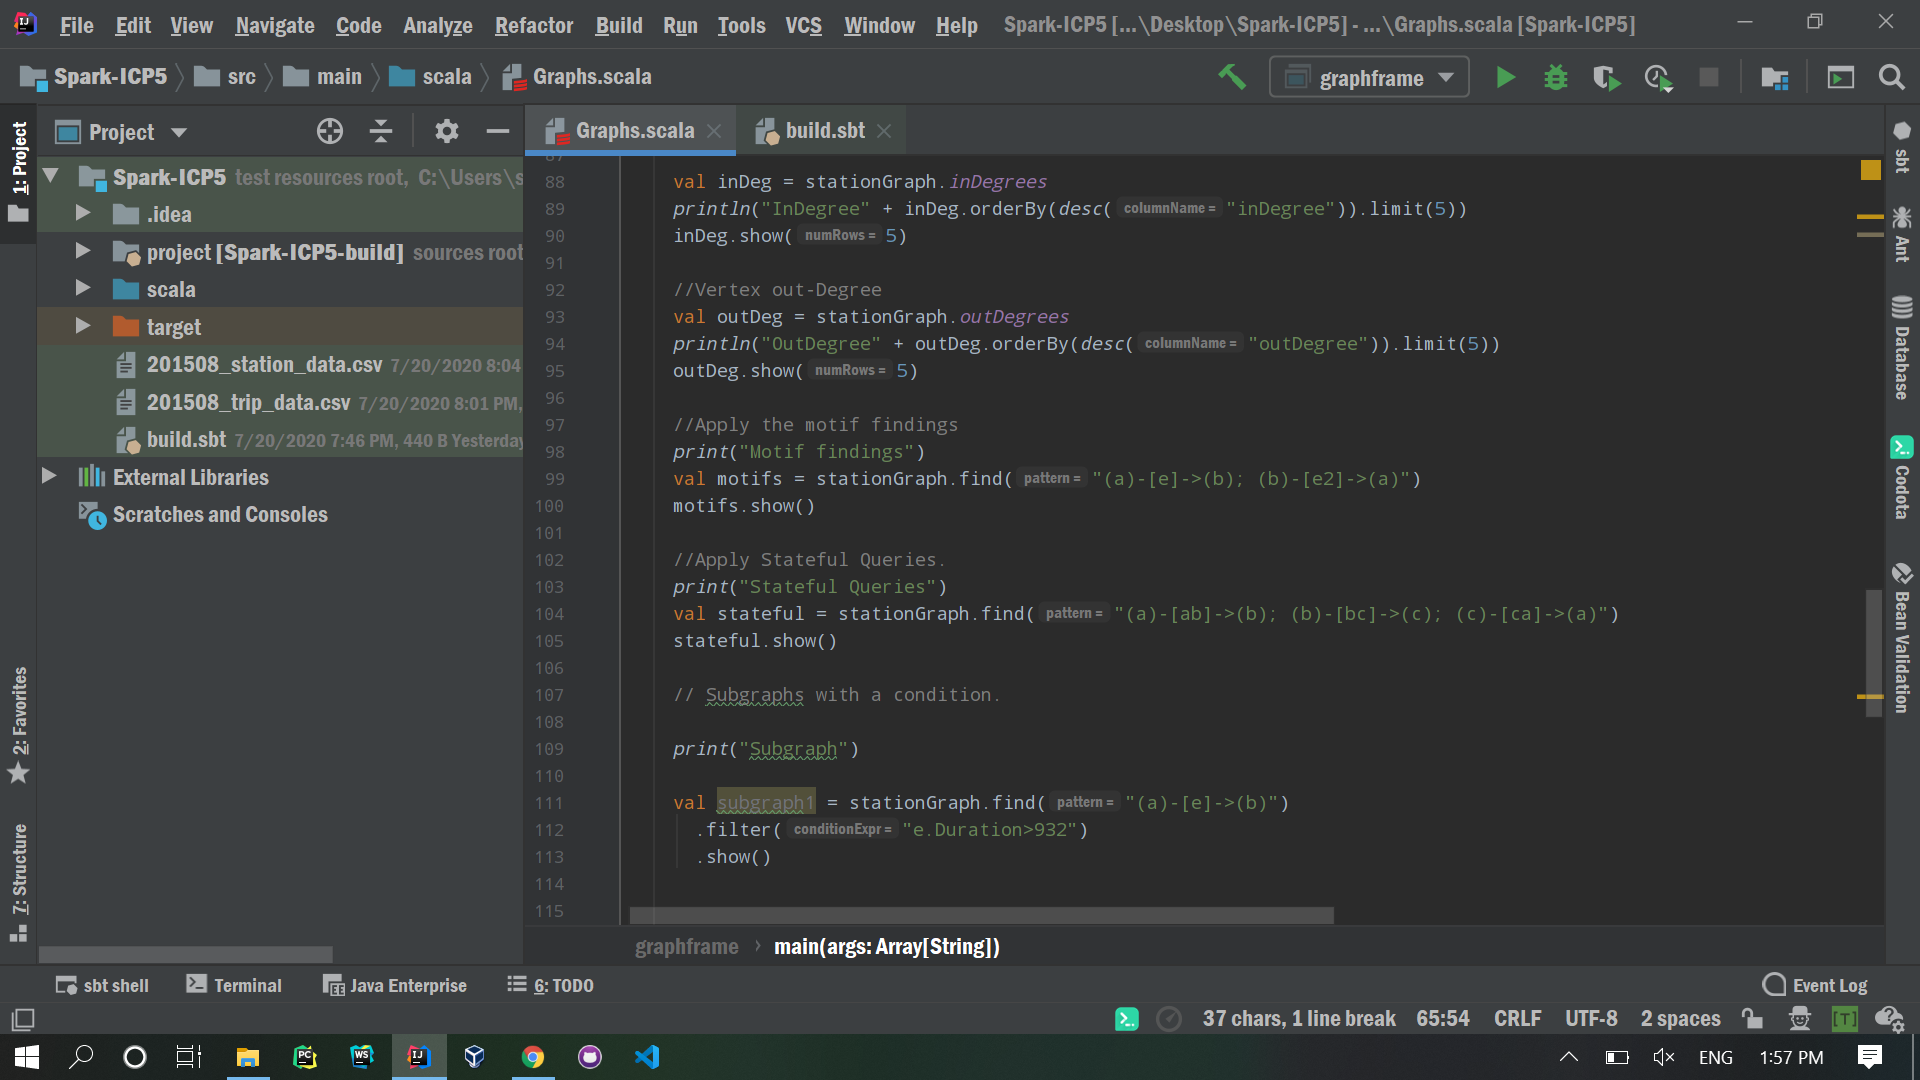 File Edit View Navigate Code Analyze Refactor Build Run Tools VCS Window Help Spark-ICP5 [...\Desktop\Spark-ICP5] - ...\Graphs.scala [Spark-ICP5]
Spark-ICP5 src main scala Graphs.scala graphframe
1: Project
Project
Graphs.scala build.sbt
Spark-ICP5 test resources root, C:\Users\s
.idea
project [Spark-ICP5-build] sources root
scala
target
201508_station_data.csv 7/20/2020 8:04
201508_trip_data.csv 7/20/2020 8:01 PM,
build.sbt 7/20/2020 7:46 PM, 440 B Yesterday
External Libraries
Scratches and Consoles
2: Favorites
7: Structure
88 val inDeg = stationGraph.inDegrees
89 println("InDegree" + inDeg.orderBy(desc( columnName = "inDegree")).limit(5))
90 inDeg.show( numRows = 5)
91
92 //Vertex out-Degree
93 val outDeg = stationGraph.outDegrees
94 println("OutDegree" + outDeg.orderBy(desc( columnName = "outDegree")).limit(5))
95 outDeg.show( numRows = 5)
96
97 //Apply the motif findings
98 print("Motif findings")
99 val motifs = stationGraph.find( pattern = "(a)-[e]->(b); (b)-[e2]->(a)")
100 motifs.show()
101
102 //Apply Stateful Queries.
103 print("Stateful Queries")
104 val stateful = stationGraph.find( pattern = "(a)-[ab]->(b); (b)-[bc]->(c); (c)-[ca]->(a)")
105 stateful.show()
106
107 // Subgraphs with a condition.
108
109 print("Subgraph")
110
111 val subgraph1 = stationGraph.find( pattern = "(a)-[e]->(b)")
112 .filter( conditionExpr = "e.Duration>932")
113 .show()
114
115
graphframe › main(args: Array[String])
sbt
Ant
Database
Codota
Bean Validation
sbt shell Terminal Java Enterprise 6: TODO Event Log
37 chars, 1 line break 65:54 CRLF UTF-8 2 spaces [T]
ENG 1:57 PM